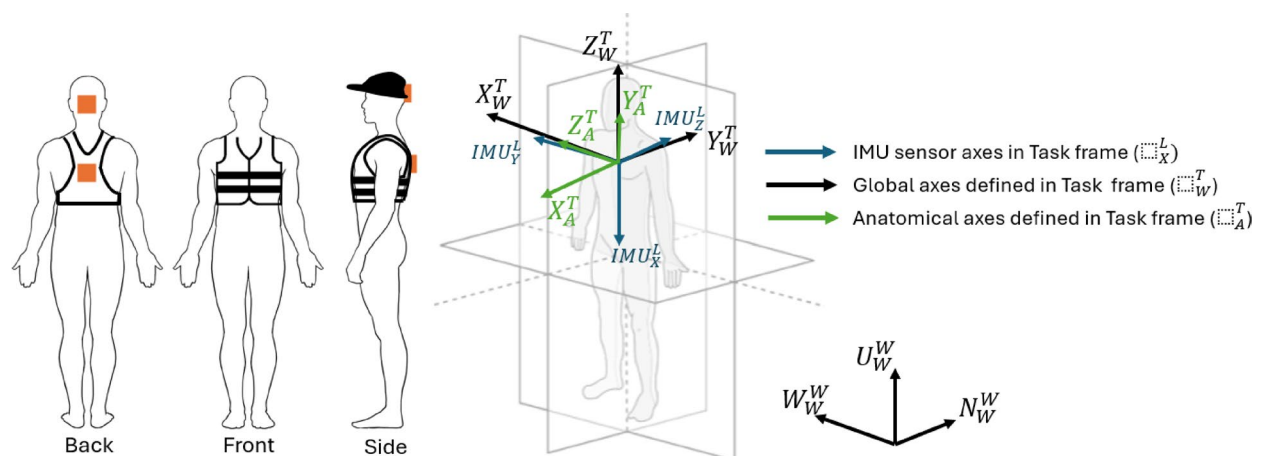 Back
Front
Side
Z_W^T
X_W^T
Y_A^T
Z_A^T
IMU_Z^L
IMU_Y^L
Y_W^T
X_A^T
IMU_X^L
IMU sensor axes in Task frame (□_X^L)
Global axes defined in Task frame (□_W^T)
Anatomical axes defined in Task frame (□_A^T)
U_W^W
W_W^W
N_W^W